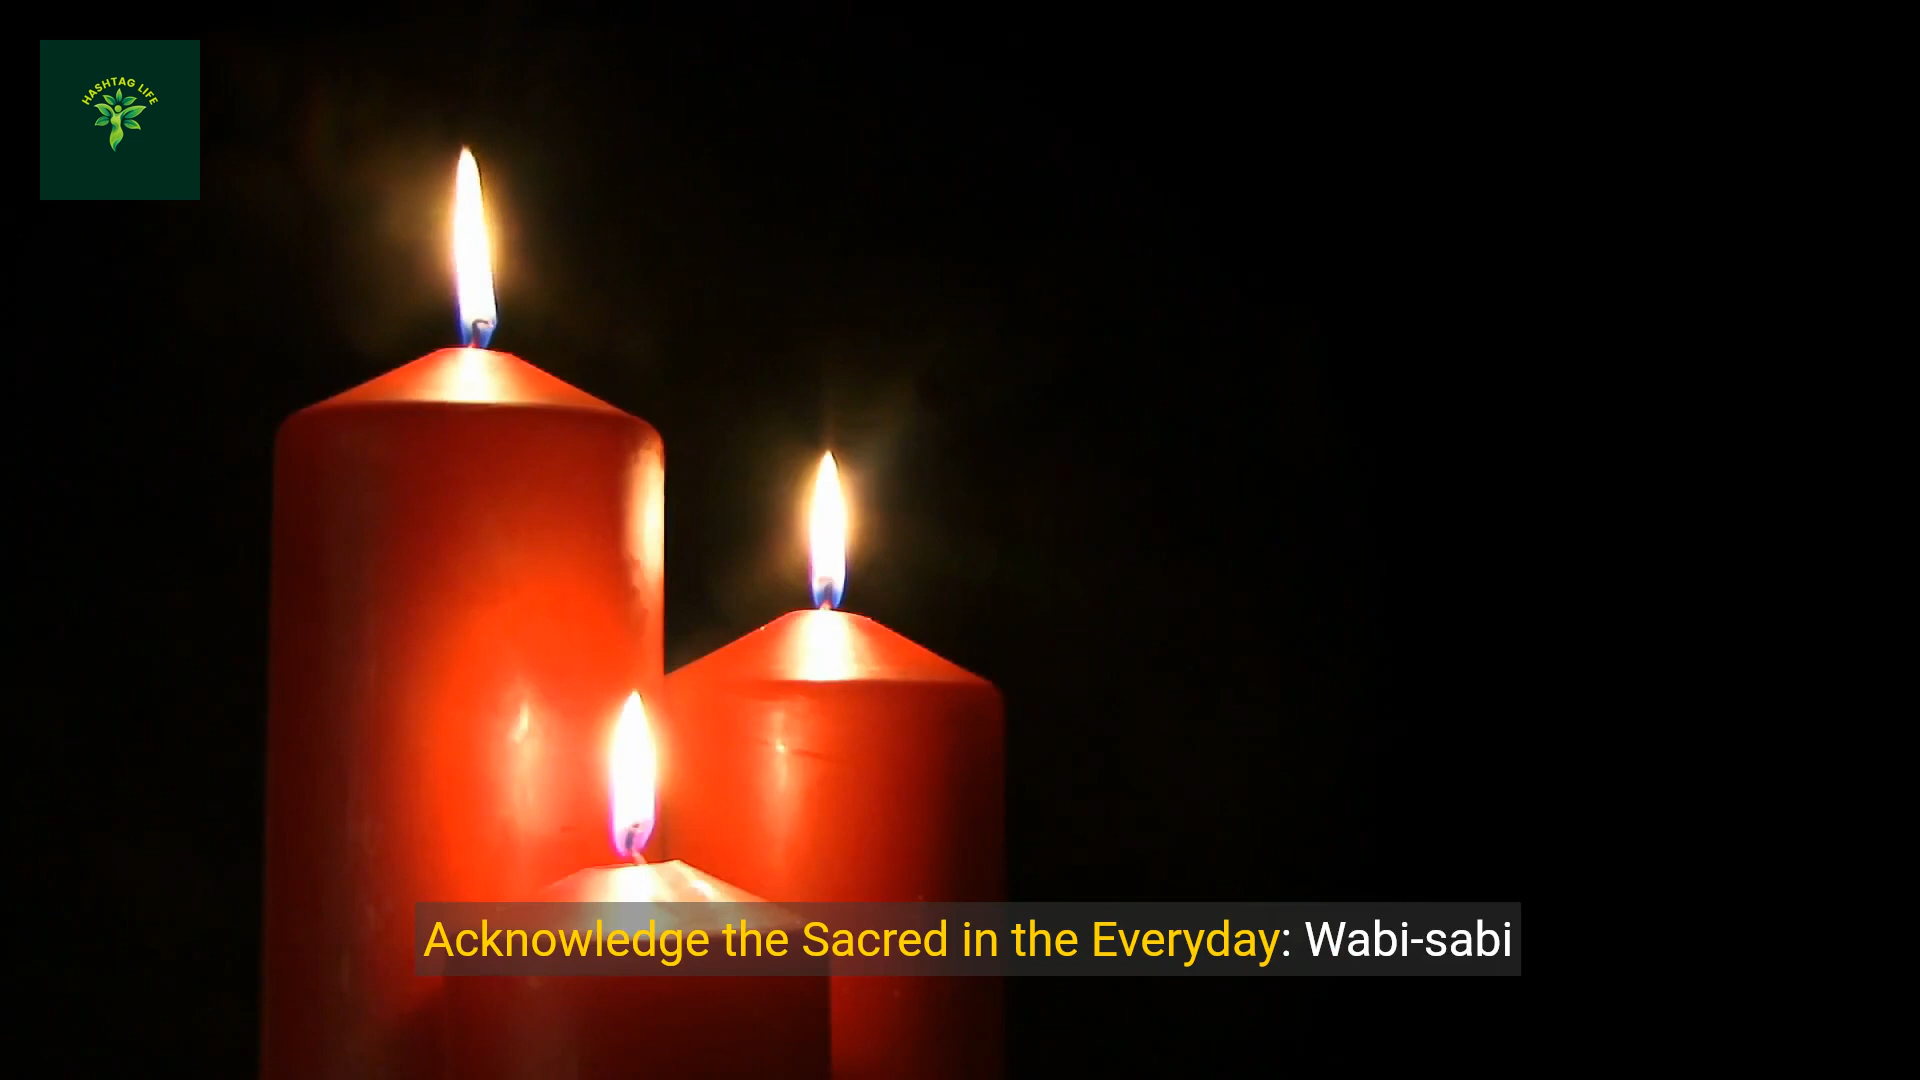 HASHTAG LIFE
Acknowledge the Sacred in the Everyday: Wabi-sabi